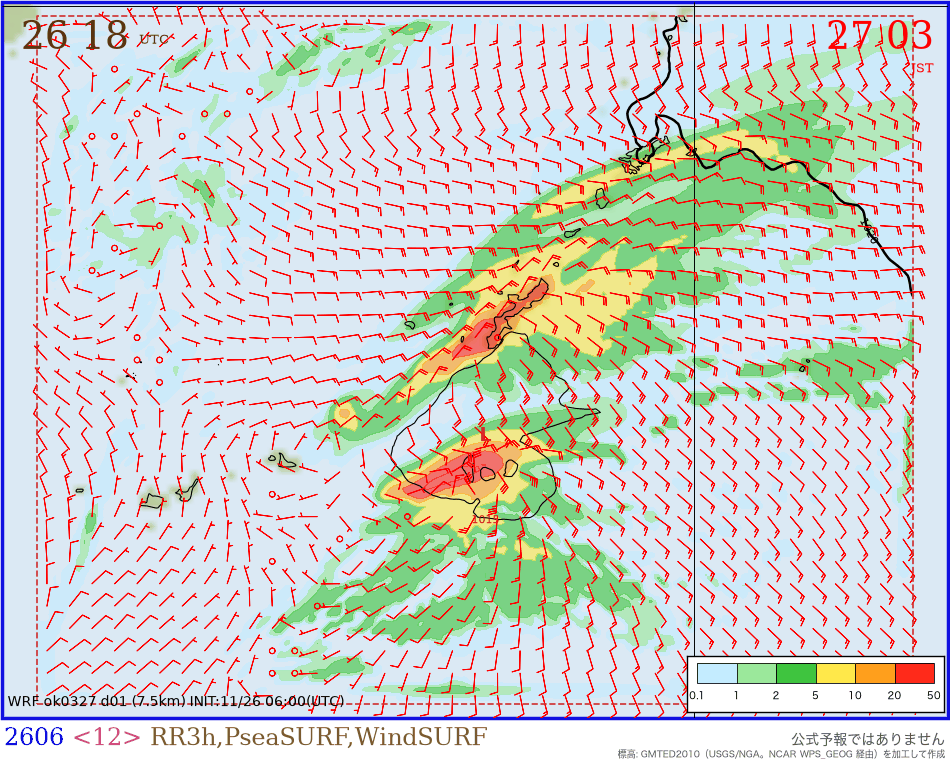 26 18 UTC
27 03
JST
1013
0.1 1 2 5 10 20 50
WRF ok0327 d01 (7.5km) INIT:11/26 06:00(UTC)
2606 <12> RR3h,PseaSURF,WindSURF
公式予報ではありません
標高: GMTED2010（USGS/NGA。NCAR WPS_GEOG 経由）を加工して作成